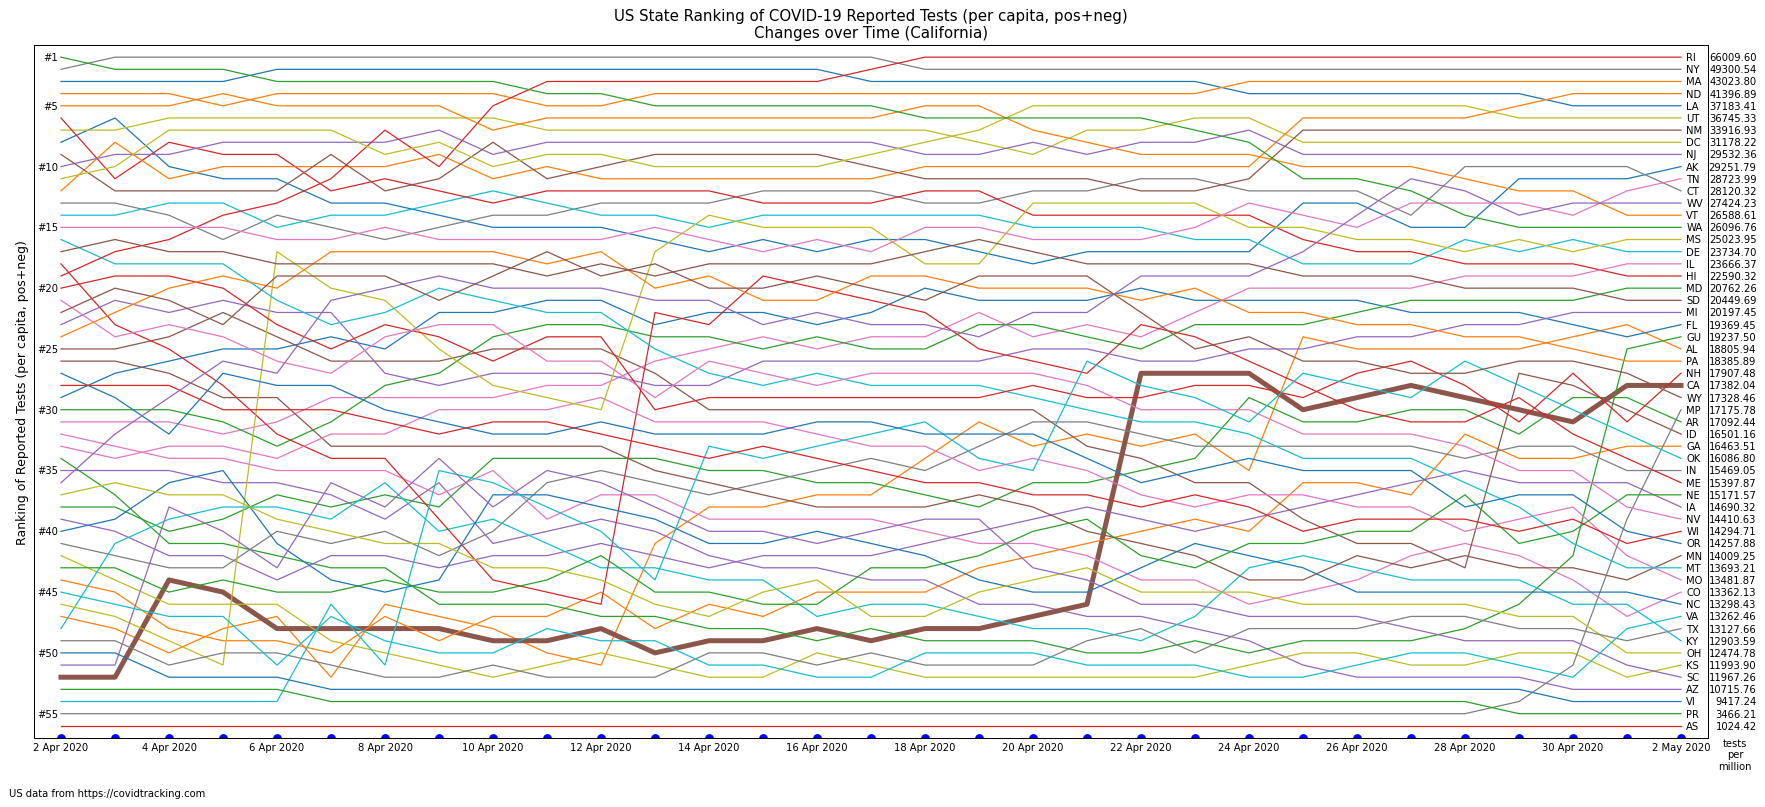 US State Ranking of COVID-19 Reported Tests (per capita, pos+neg)
Changes over Time (California)
Ranking of Reported Tests (per capita, pos+neg)
#1
#5
#10
#15
#20
#25
#30
#35
#40
#45
#50
#55
RI 66009.60
NY 49300.54
MA 43023.80
ND 41396.89
LA 37183.41
UT 36745.33
NM 33916.93
DC 31178.22
NJ 29532.36
AK 29251.79
TN 28723.99
CT 28120.32
WV 27424.23
VT 26588.61
WA 26096.76
MS 25023.95
DE 23734.70
IL 23666.37
HI 22590.32
MD 20762.26
SD 20449.69
MI 20197.45
FL 19369.45
GU 19237.50
AL 18805.94
PA 18385.89
NH 17907.48
CA 17382.04
WY 17328.46
MP 17175.78
AR 17092.44
ID 16501.16
GA 16463.51
OK 16086.80
IN 15469.05
ME 15397.87
NE 15171.57
IA 14690.32
NV 14410.63
WI 14294.71
OR 14257.88
MN 14009.25
MT 13693.21
MO 13481.87
CO 13362.13
NC 13298.43
VA 13262.46
TX 13127.66
KY 12903.59
OH 12474.78
KS 11993.90
SC 11967.26
AZ 10715.76
VI 9417.24
PR 3466.21
AS 1024.42
2 Apr 2020 4 Apr 2020 6 Apr 2020 8 Apr 2020 10 Apr 2020 12 Apr 2020 14 Apr 2020 16 Apr 2020 18 Apr 2020 20 Apr 2020 22 Apr 2020 24 Apr 2020 26 Apr 2020 28 Apr 2020 30 Apr 2020 2 May 2020
tests
per
million
US data from https://covidtracking.com